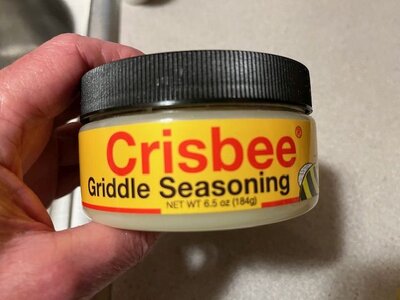 Crisbee®
Griddle Seasoning
NET WT 6.5 oz (184g)